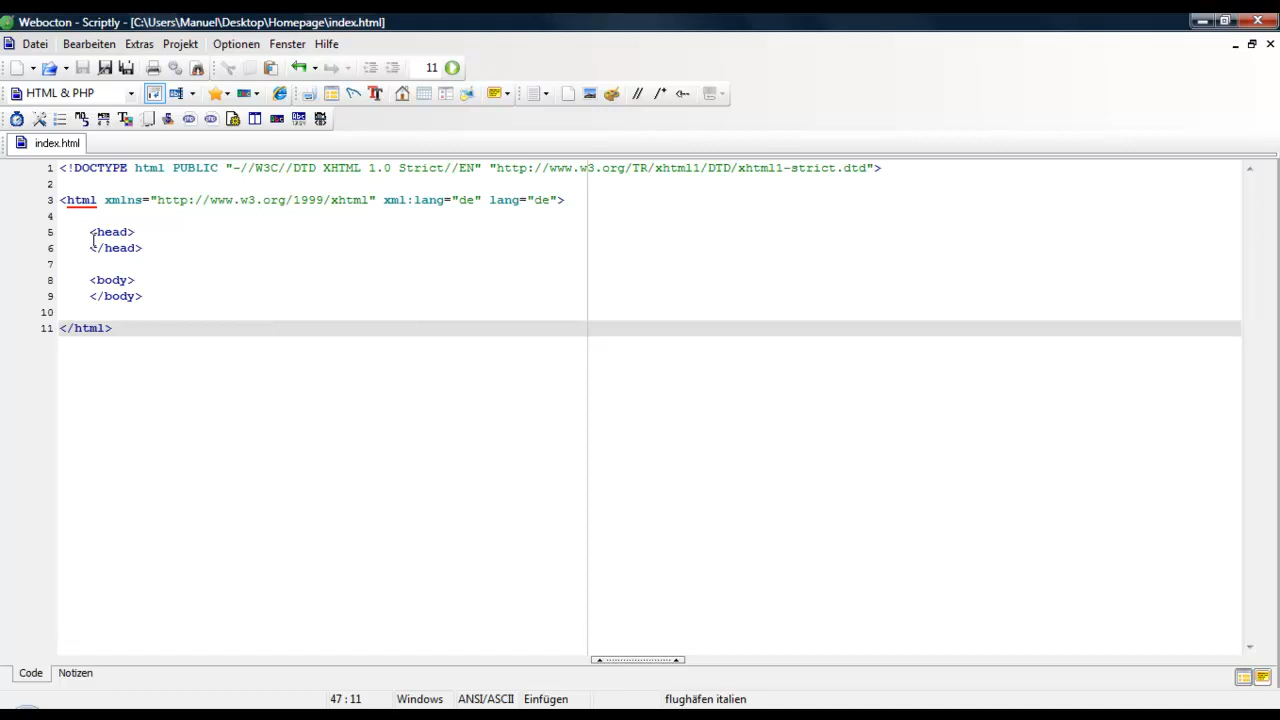 Webocton - Scriptly - [C:\Users\Manuel\Desktop\Homepage\index.html]
Datei Bearbeiten Extras Projekt Optionen Fenster Hilfe
11
HTML & PHP
index.html
1 <!DOCTYPE html PUBLIC "-//W3C//DTD XHTML 1.0 Strict//EN" "http://www.w3.org/TR/xhtml1/DTD/xhtml1-strict.dtd">
2
3 <html xmlns="http://www.w3.org/1999/xhtml" xml:lang="de" lang="de">
4
5 <head>
6 </head>
7
8 <body>
9 </body>
10
11 </html>
Code Notizen
47 : 11 Windows ANSI/ASCII Einfügen flughäfen italien